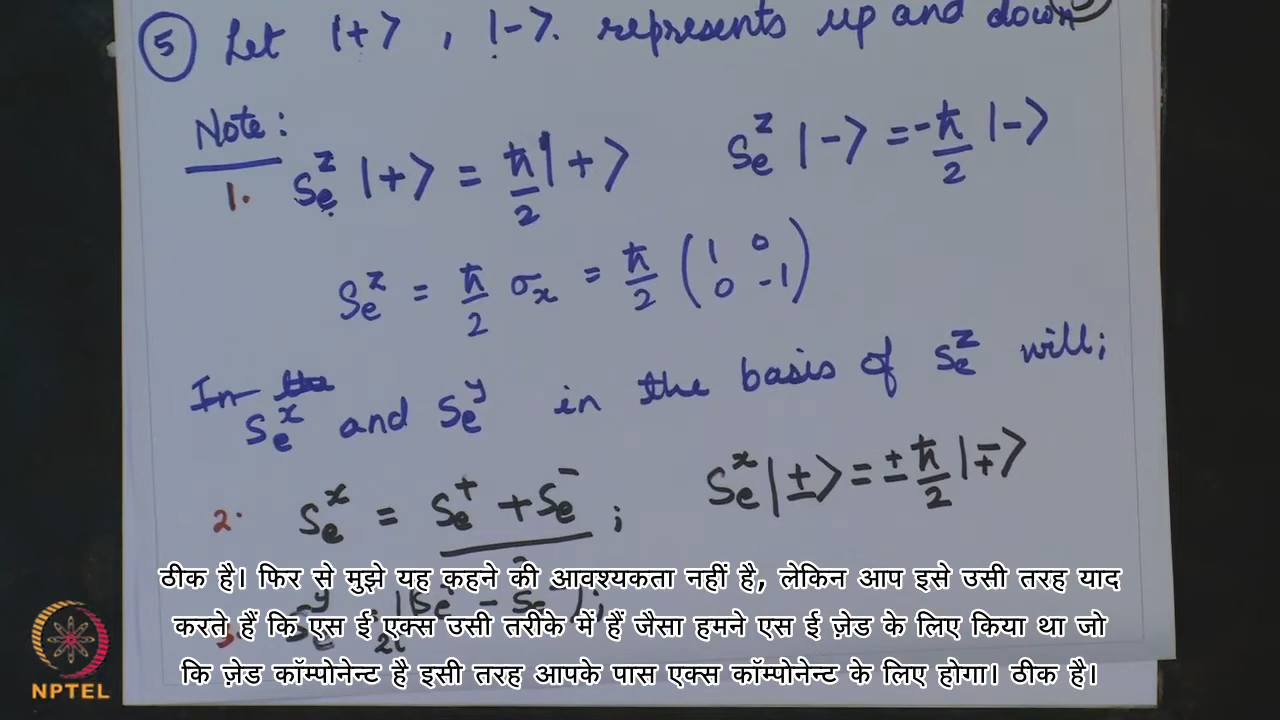 ⑤ Let |+> , |->. represents up and down
Note:
1. Sₑᶻ |+> = ħ/2 |+> Sₑᶻ |-> = -ħ/2 |->
Sₑᶻ = ħ/2 σₓ = ħ/2 (1 0 0 -1)
In the
Sₑˣ and Sₑʸ in the basis of Sₑᶻ will;
2. Sₑˣ = Sₑ⁺ + Sₑ⁻ ; Sₑˣ|±> = ±ħ/2 |∓>
ठीक है। फिर से मुझे यह कहने की आवश्यकता नहीं है, लेकिन आप इसे उसी तरह याद
करते हैं कि एस ई एक्स उसी तरीके में हैं जैसा हमने एस ई ज़ेड के लिए किया था जो
कि ज़ेड कॉम्पोनेन्ट है इसी तरह आपके पास एक्स कॉम्पोनेन्ट के लिए होगा। ठीक है।
NPTEL